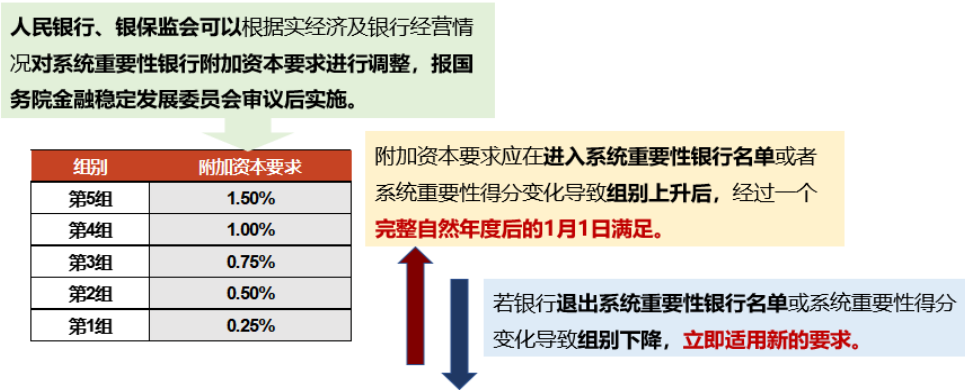 人民银行、银保监会可以根据实经济及银行经营情
况对系统重要性银行附加资本要求进行调整，报国
务院金融稳定发展委员会审议后实施。
组别 附加资本要求
第5组 1.50%
第4组 1.00%
第3组 0.75%
第2组 0.50%
第1组 0.25%
附加资本要求应在进入系统重要性银行名单或者
系统重要性得分变化导致组别上升后，经过一个
完整自然年度后的1月1日满足。
若银行退出系统重要性银行名单或系统重要性得分
变化导致组别下降，立即适用新的要求。